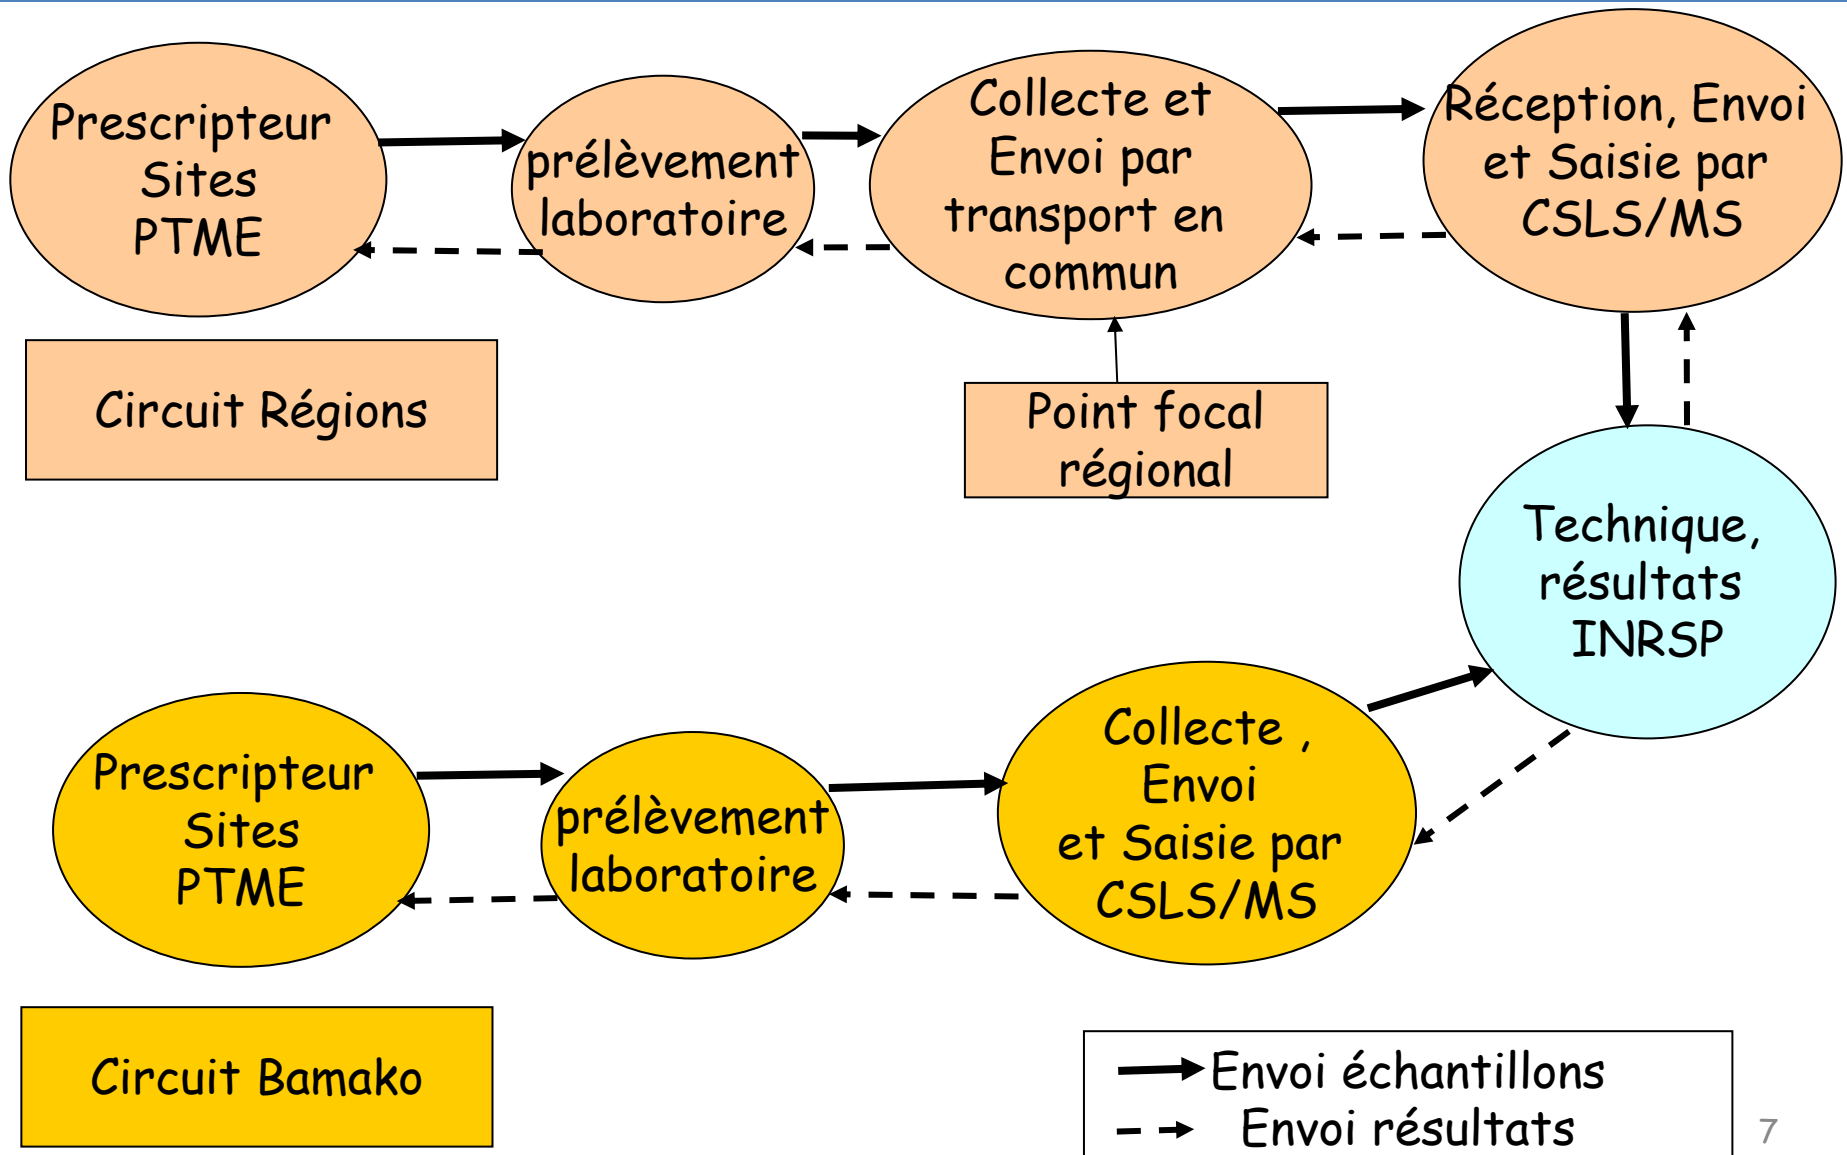 Prescripteur
Sites
PTME
prélèvement
laboratoire
Collecte et
Envoi par
transport en
commun
Réception, Envoi
et Saisie par
CSLS/MS
Circuit Régions
Point focal
régional
Technique,
résultats
INRSP
Prescripteur
Sites
PTME
prélèvement
laboratoire
Collecte ,
Envoi
et Saisie par
CSLS/MS
Circuit Bamako
Envoi échantillons
Envoi résultats
7